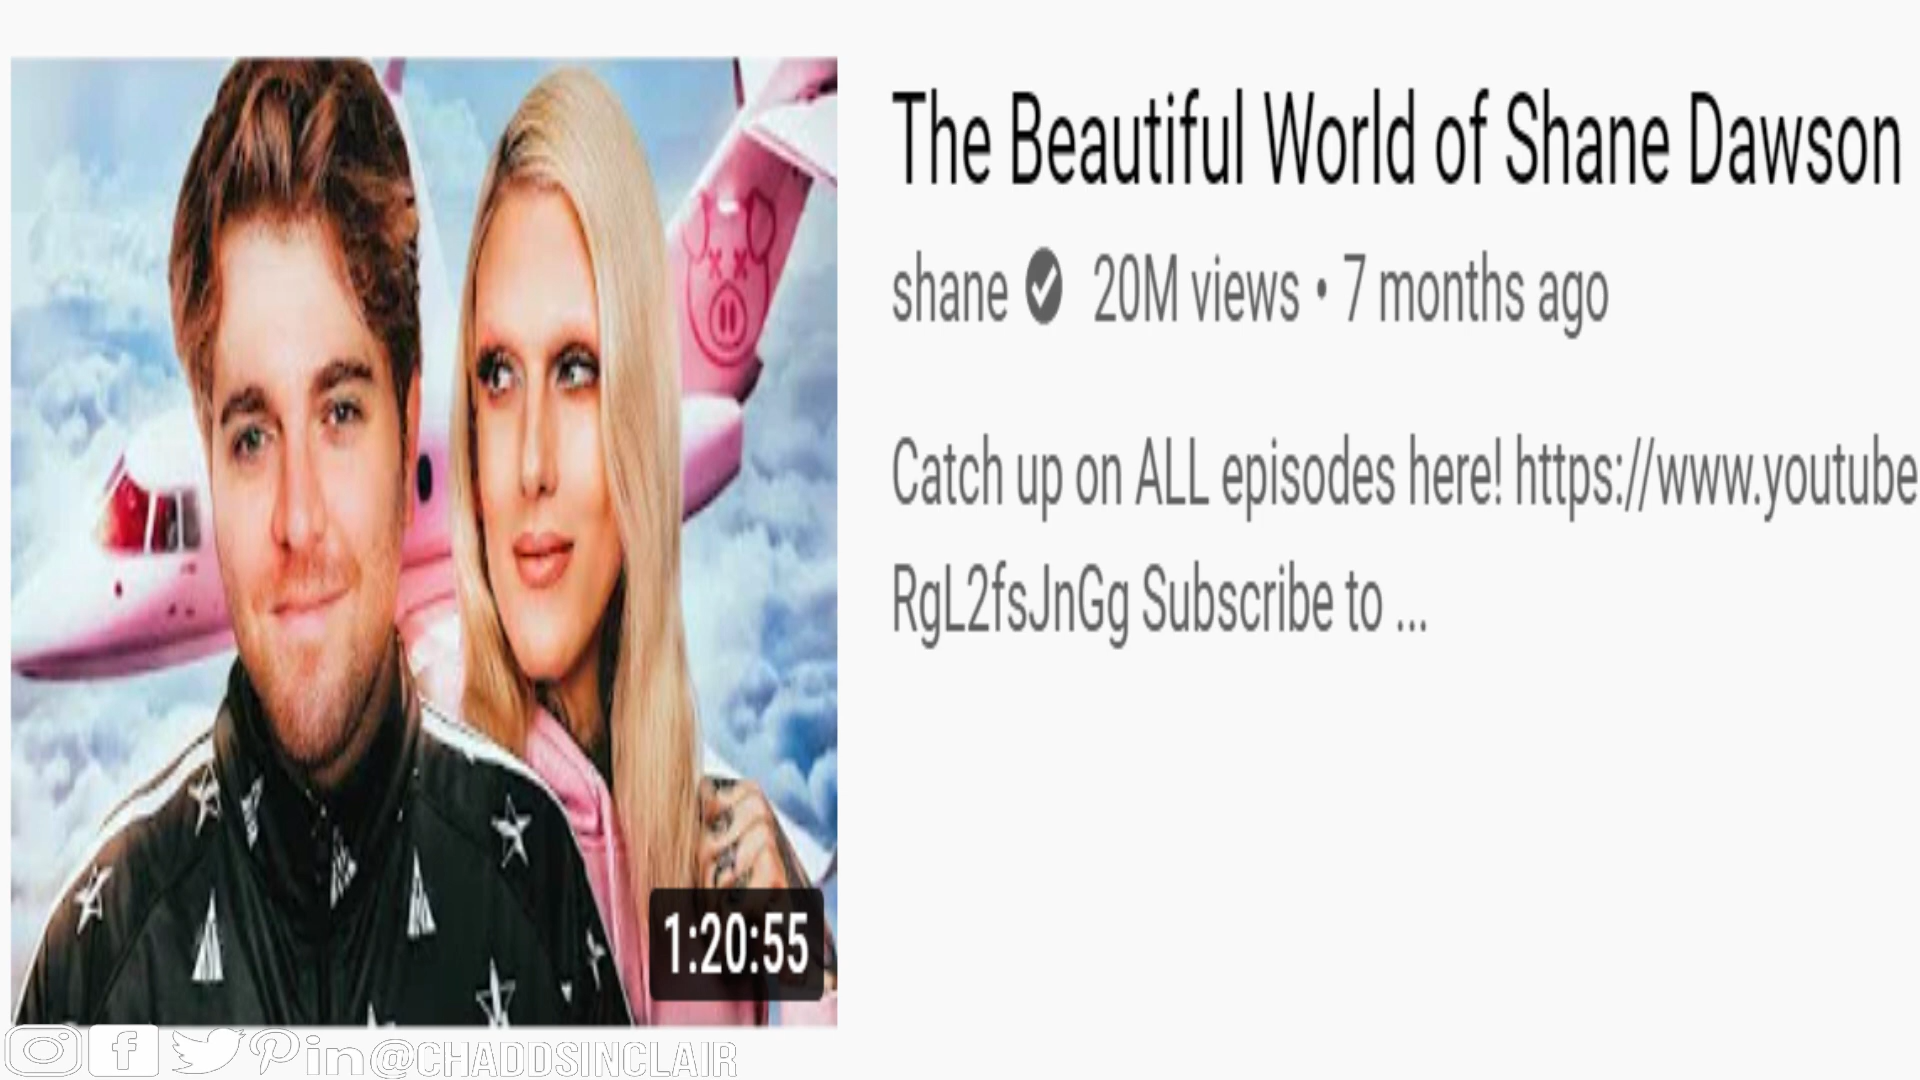 The Beautiful World of Shane Dawson
shane 20M views • 7 months ago
Catch up on ALL episodes here! https://www.youtube
RgL2fsJnGg Subscribe to ...
1:20:55
@CHADDSINCLAIR